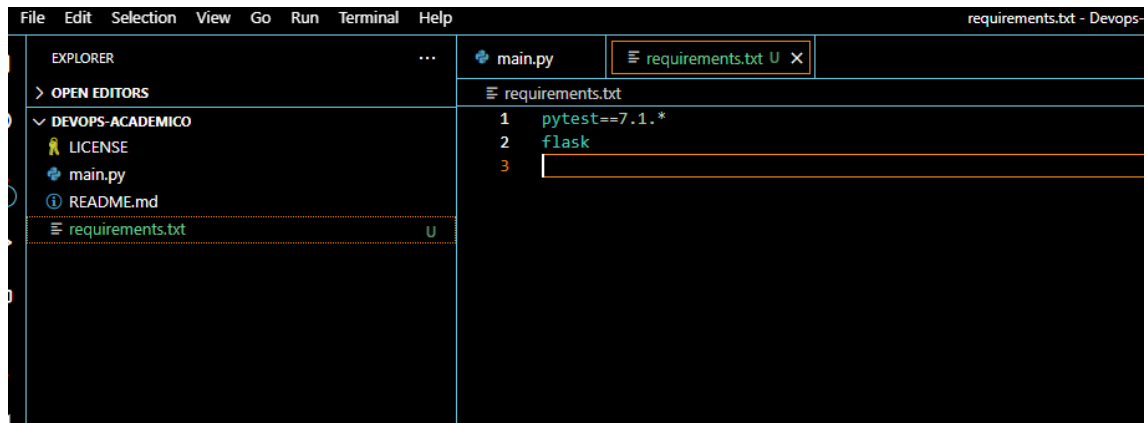 File Edit Selection View Go Run Terminal Help
requirements.txt - Devops-
EXPLORER
OPEN EDITORS
DEVOPS-ACADEMICO
LICENSE
main.py
README.md
requirements.txt U
main.py
requirements.txt U
requirements.txt
1 pytest==7.1.*
2 flask
3